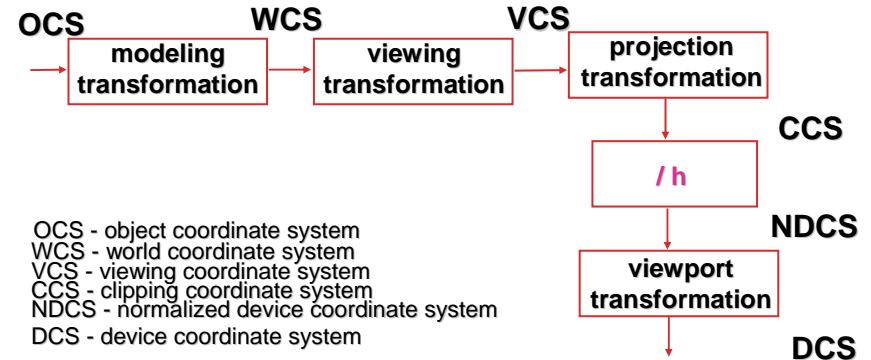 OCS
WCS
VCS
modeling
transformation
viewing
transformation
projection
transformation
CCS
/ h
NDCS
viewport
transformation
DCS
OCS - object coordinate system
WCS - world coordinate system
VCS - viewing coordinate system
CCS - clipping coordinate system
NDCS - normalized device coordinate system
DCS - device coordinate system